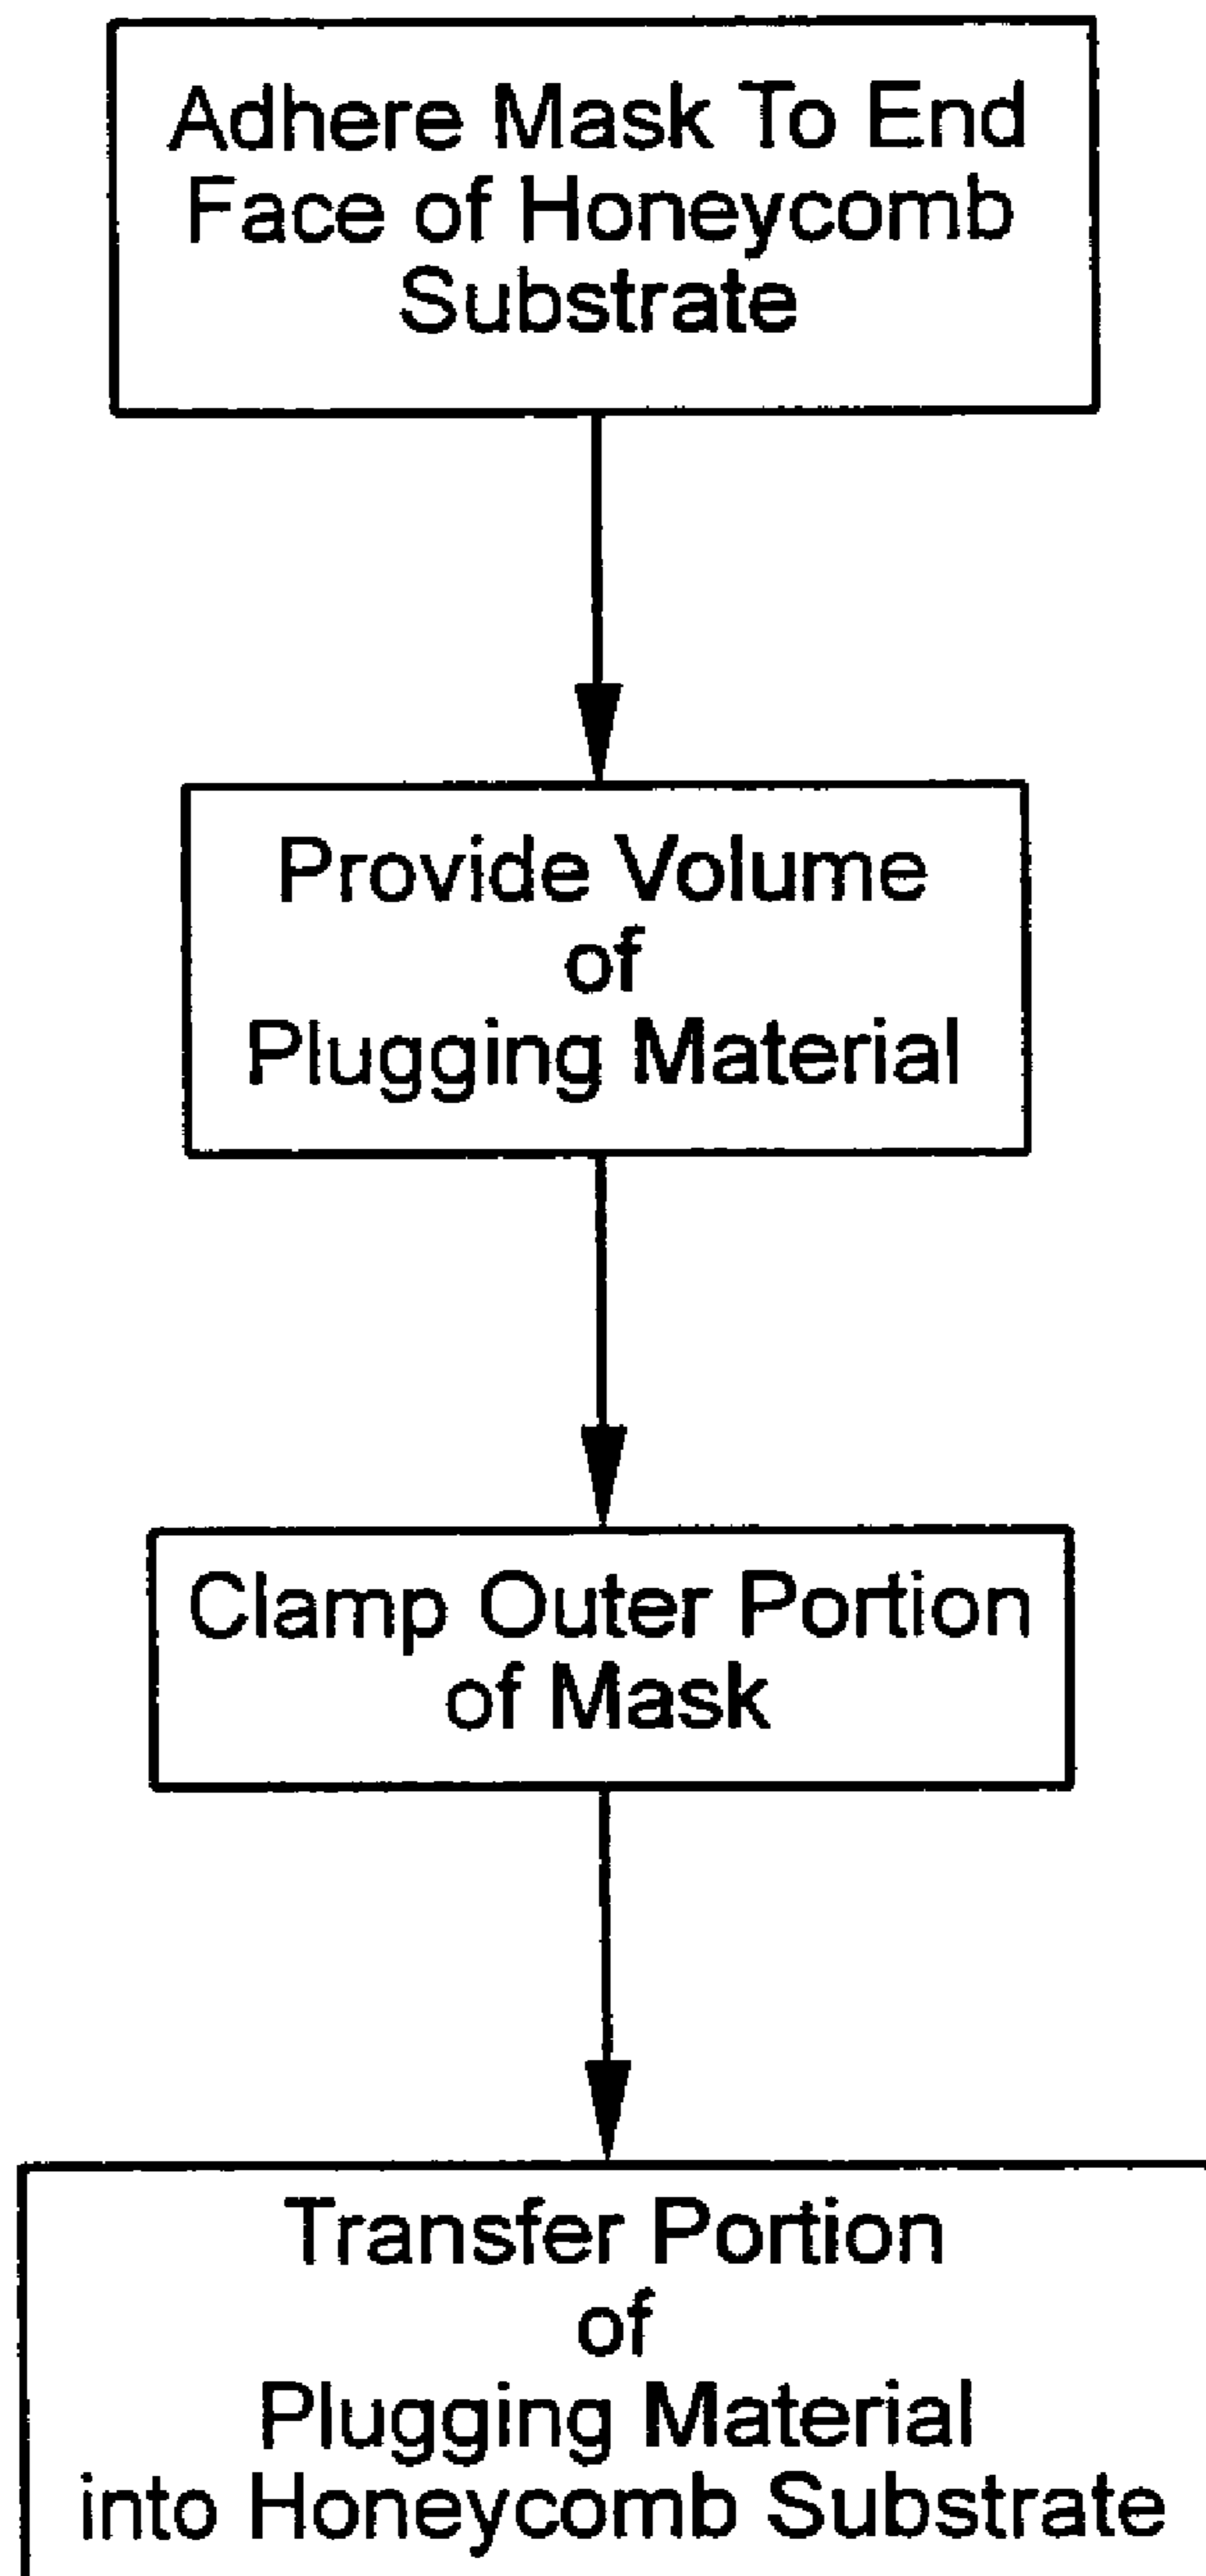 Adhere Mask To End
Face of Honeycomb
Substrate
Provide Volume
of
Plugging Material
Clamp Outer Portion
of Mask
Transfer Portion
of
Plugging Material
into Honeycomb Substrate